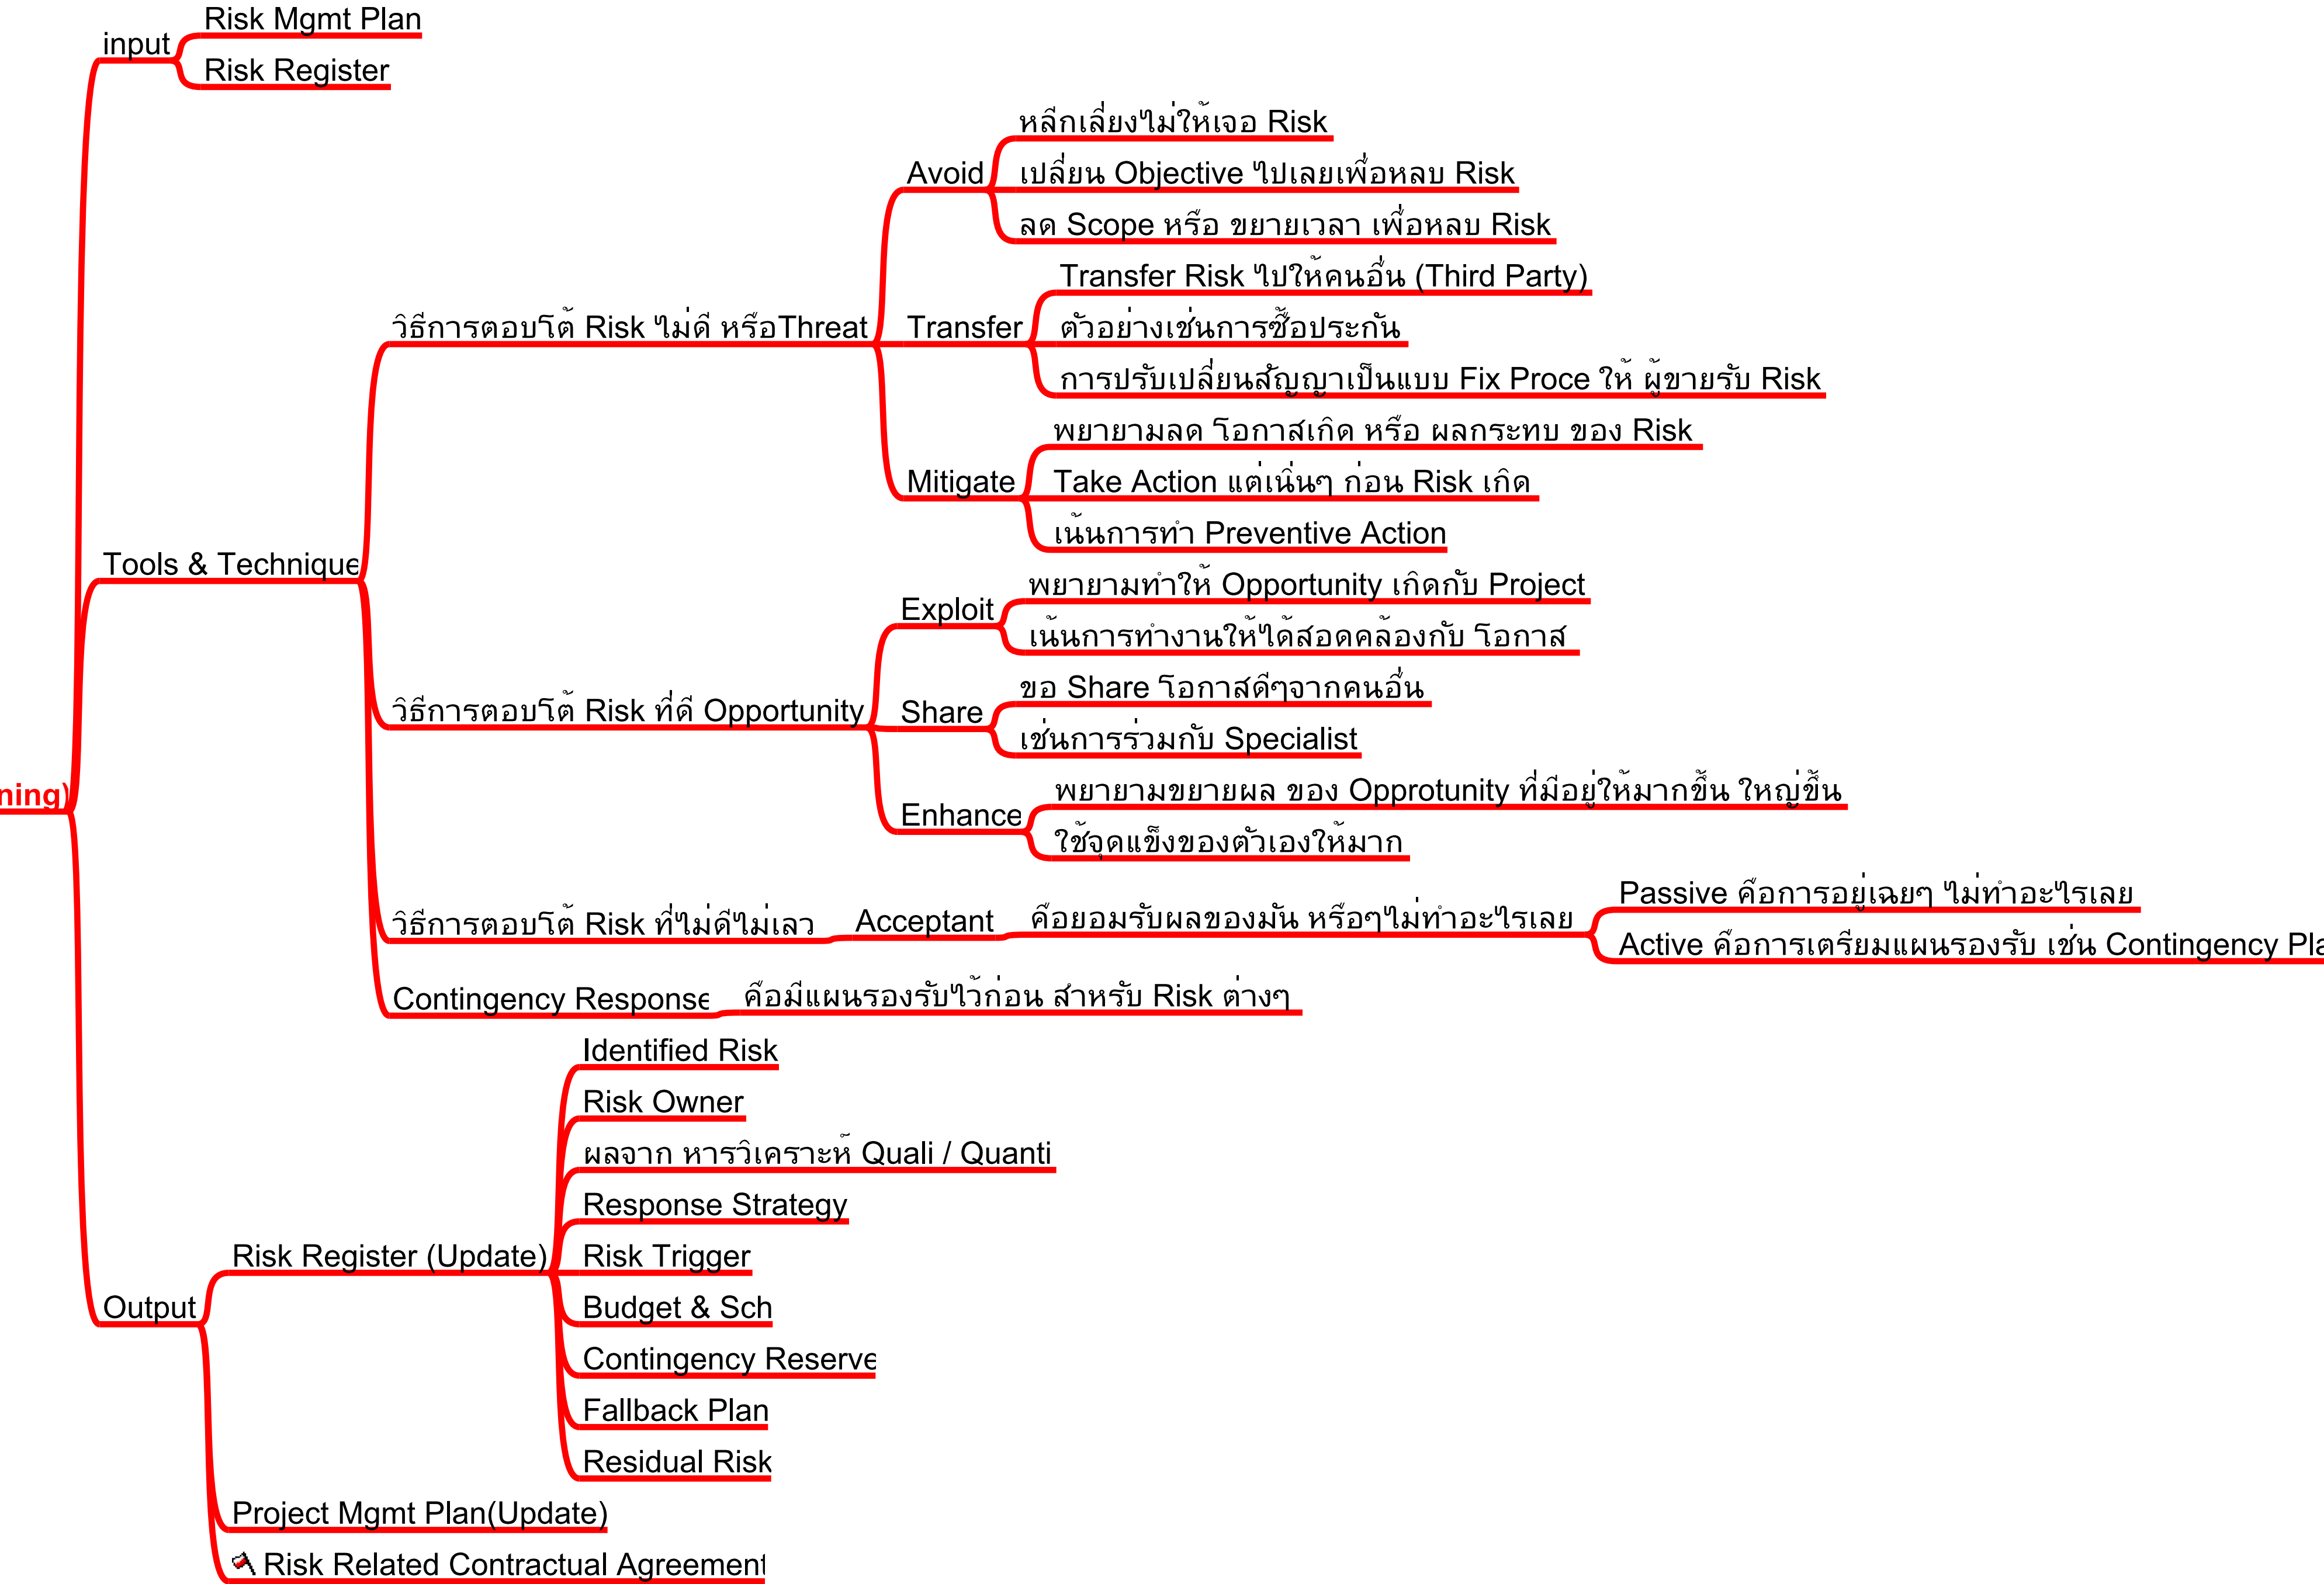 Risk Mgmt Plan
input
Risk Register
หลีกเลี่ยงไม่ให้เจอ Risk
Avoid
เปลี่ยน Objective ไปเลยเพื่อหลบ Risk
ลด Scope หรือ ขยายเวลา เพื่อหลบ Risk
Transfer Risk ไปให้คนอื่น (Third Party)
วิธีการตอบโต้ Risk ไม่ดี หรือThreat
Transfer
ตัวอย่างเช่นการซื้อประกัน
การปรับเปลี่ยนสัญญาเป็นแบบ Fix Proce ให้ ผู้ขายรับ Risk
พยายามลด โอกาสเกิด หรือ ผลกระทบ ของ Risk
Mitigate
Take Action แต่เนิ่นๆ ก่อน Risk เกิด
เน้นการทำ Preventive Action
Tools & Technique
พยายามทำให้ Opportunity เกิดกับ Project
Exploit
เน้นการทำงานให้ได้สอดคล้องกับ โอกาส
ขอ Share โอกาสดีๆจากคนอื่น
วิธีการตอบโต้ Risk ที่ดี Opportunity
Share
เช่นการร่วมกับ Specialist
ning)
พยายามขยายผล ของ Opprotunity ที่มีอยู่ให้มากขึ้น ใหญ่ขึ้น
Enhance
ใช้จุดแข็งของตัวเองให้มาก
Passive คือการอยู่เฉยๆ ไม่ทำอะไรเลย
วิธีการตอบโต้ Risk ที่ไม่ดีไม่เลว
Acceptant
คือยอมรับผลของมัน หรือๆไม่ทำอะไรเลย
Active คือการเตรียมแผนรองรับ เช่น Contingency Pla
Contingency Response
คือมีแผนรองรับไว้ก่อน สำหรับ Risk ต่างๆ
Identified Risk
Risk Owner
ผลจาก หารวิเคราะห์ Quali / Quanti
Response Strategy
Risk Register (Update)
Risk Trigger
Output
Budget & Sch
Contingency Reserve
Fallback Plan
Residual Risk
Project Mgmt Plan(Update)
Risk Related Contractual Agreement